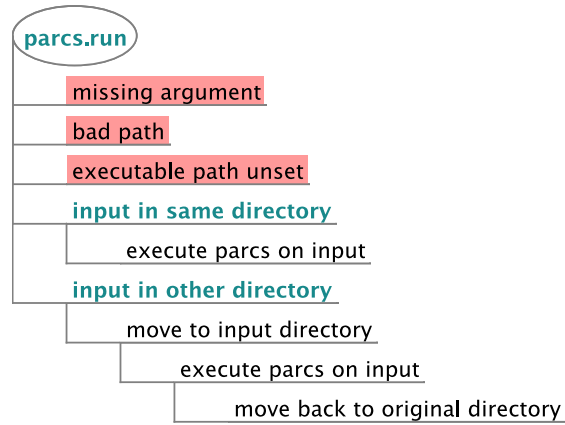 parcs.run
missing argument
bad path
executable path unset
input in same directory
execute parcs on input
input in other directory
move to input directory
execute parcs on input
move back to original directory